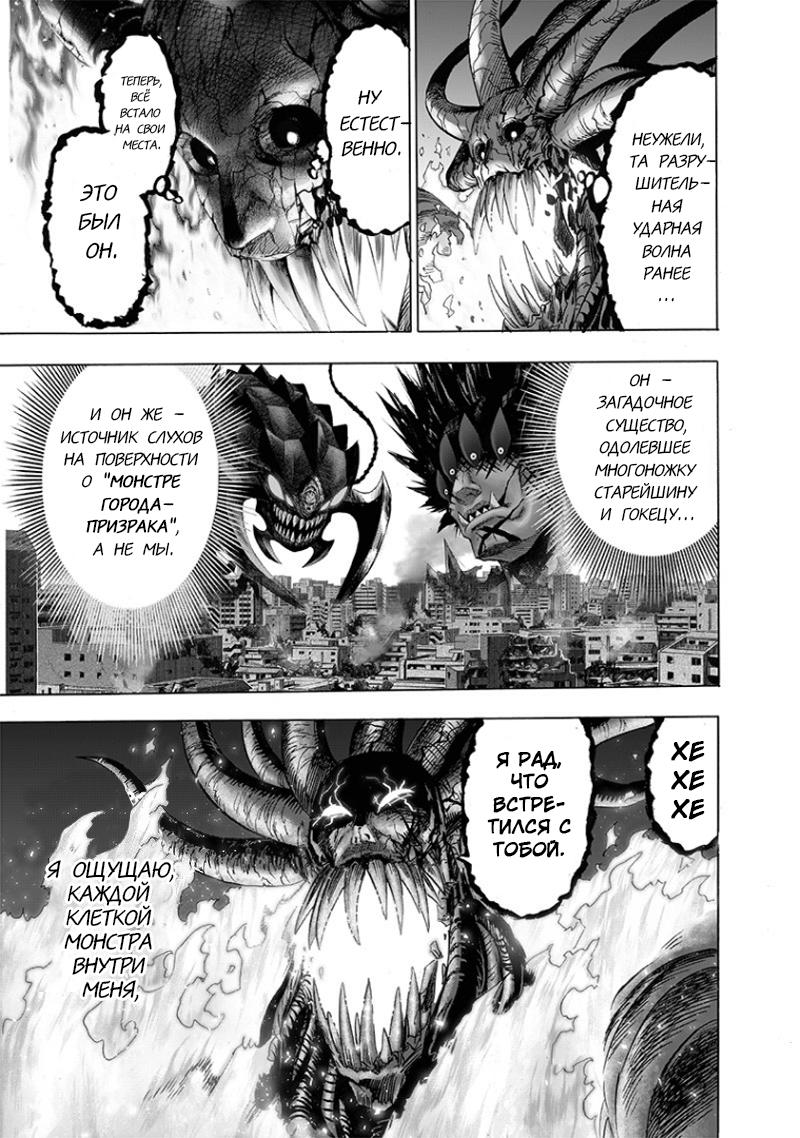 НЕУЖЕЛИ,
ТА РАЗРУ-
ШИТЕЛЬ-
НАЯ
УДАРНАЯ
ВОЛНА
РАНЕЕ
...
НУ
ЕСТЕСТ-
ВЕННО.
ТЕПЕРЬ,
ВСЁ
ВСТАЛО
НА СВОИ
МЕСТА.
ЭТО
БЫЛ
ОН.
ОН -
ЗАГАДОЧНОЕ
СУЩЕСТВО,
ОДОЛЕВШЕЕ
МНОГОНОЖКУ
СТАРЕЙШИНУ
И ГОКЕЦУ...
И ОН ЖЕ -
ИСТОЧНИК СЛУХОВ
НА ПОВЕРХНОСТИ
О "МОНСТРЕ
ГОРОДА-
ПРИЗРАКА",
А НЕ МЫ.
ХЕ
ХЕ
ХЕ
Я РАД,
ЧТО
ВСТРЕ-
ТИЛСЯ С
ТОБОЙ.
Я ОЩУЩАЮ,
КАЖДОЙ
КЛЕТКОЙ
МОНСТРА
ВНУТРИ
МЕНЯ,